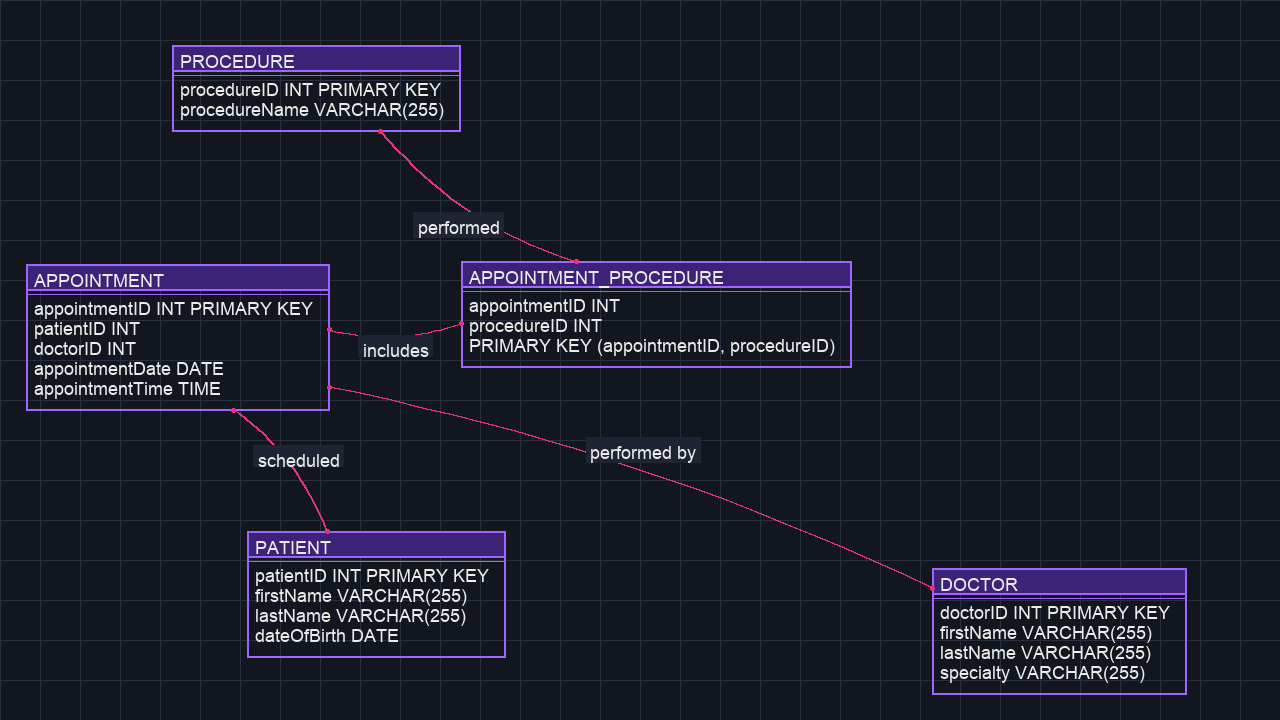 PROCEDURE
procedureID INT PRIMARY KEY
procedureName VARCHAR(255)
performed
APPOINTMENT
appointmentID INT PRIMARY KEY
patientID INT
doctorID INT
appointmentDate DATE
appointmentTime TIME
includes
APPOINTMENT_PROCEDURE
appointmentID INT
procedureID INT
PRIMARY KEY (appointmentID, procedureID)
scheduled
performed by
PATIENT
patientID INT PRIMARY KEY
firstName VARCHAR(255)
lastName VARCHAR(255)
dateOfBirth DATE
DOCTOR
doctorID INT PRIMARY KEY
firstName VARCHAR(255)
lastName VARCHAR(255)
specialty VARCHAR(255)